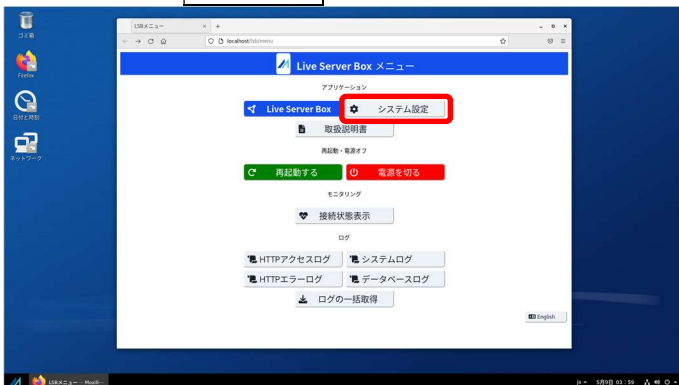 ゴミ箱
LSBメニュー
localhost/lsb/menu
Firefox
Live Server Box メニュー
アプリケーション
Live Server Box
システム設定
日付と時刻
取扱説明書
再起動・電源オフ
ネットワーク
再起動する
電源を切る
モニタリング
接続状態表示
ログ
HTTPアクセスログ
システムログ
HTTPエラーログ
データベースログ
ログの一括取得
English
LSBメニュー — Mozill…
ja
5月9日 03:59